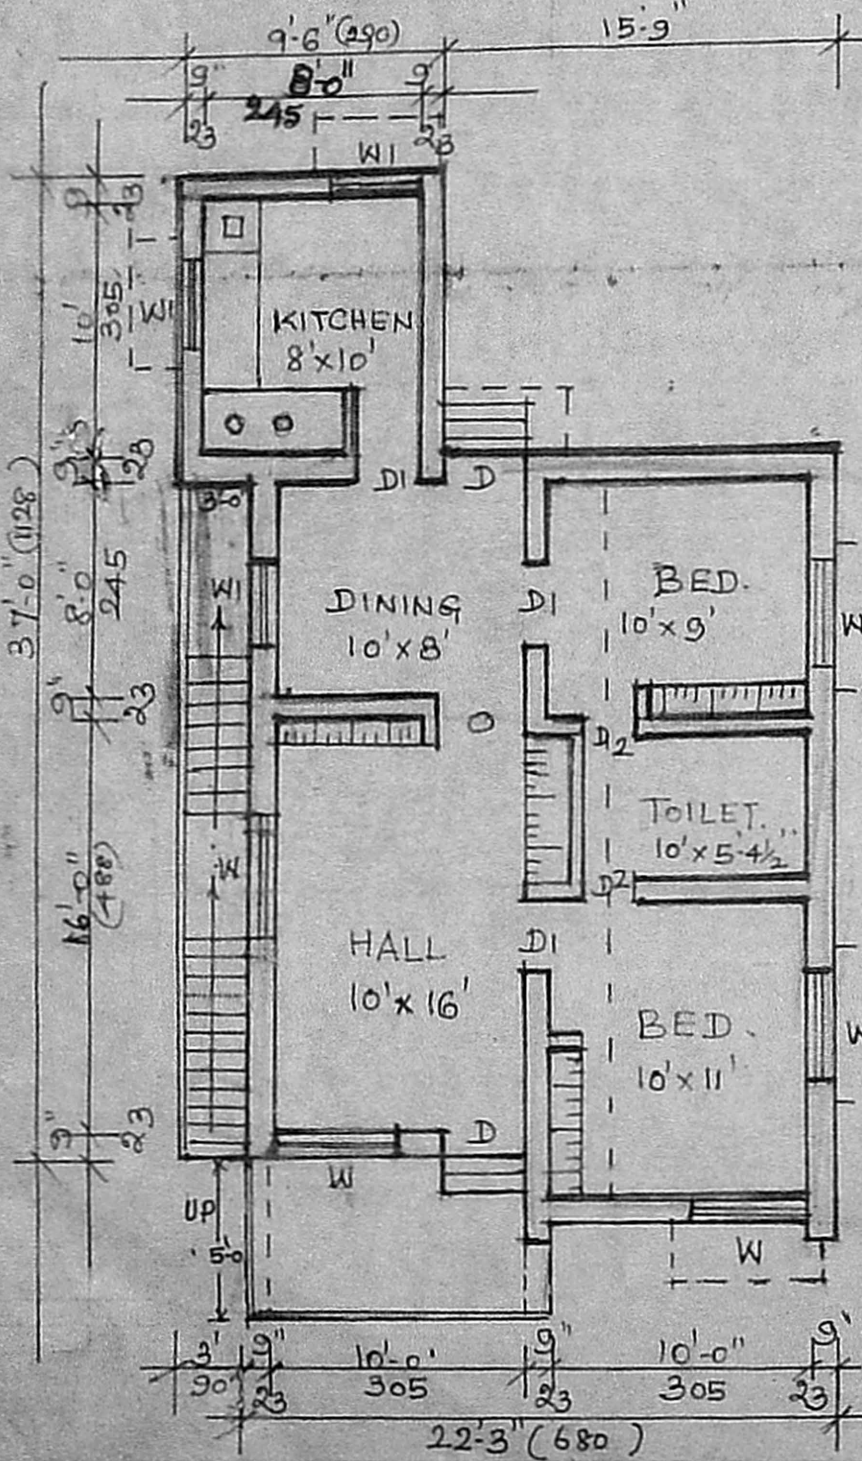 9'-6"(290)
15'-9"
9" 8'-0" 9"
23 245 23
W1
9" 23
10' 305 W1
KITCHEN
8'x10'
9" 23
D1 D
3'-0"
37'-0" (1128)
8'-0" 245
W1
DINING
10'x8'
D1
BED.
10'x9'
W
9" 23
D2
TOILET.
10'x5'-4½"
16'-0" (488)
W
D2
HALL
10'x16'
D1
BED.
10'x11'
W
9" 23
D
W
UP
5'-0
W
3' 9" 10'-0' 9" 10'-0" 9'
90 23 305 23 305 23
22'-3" (680)